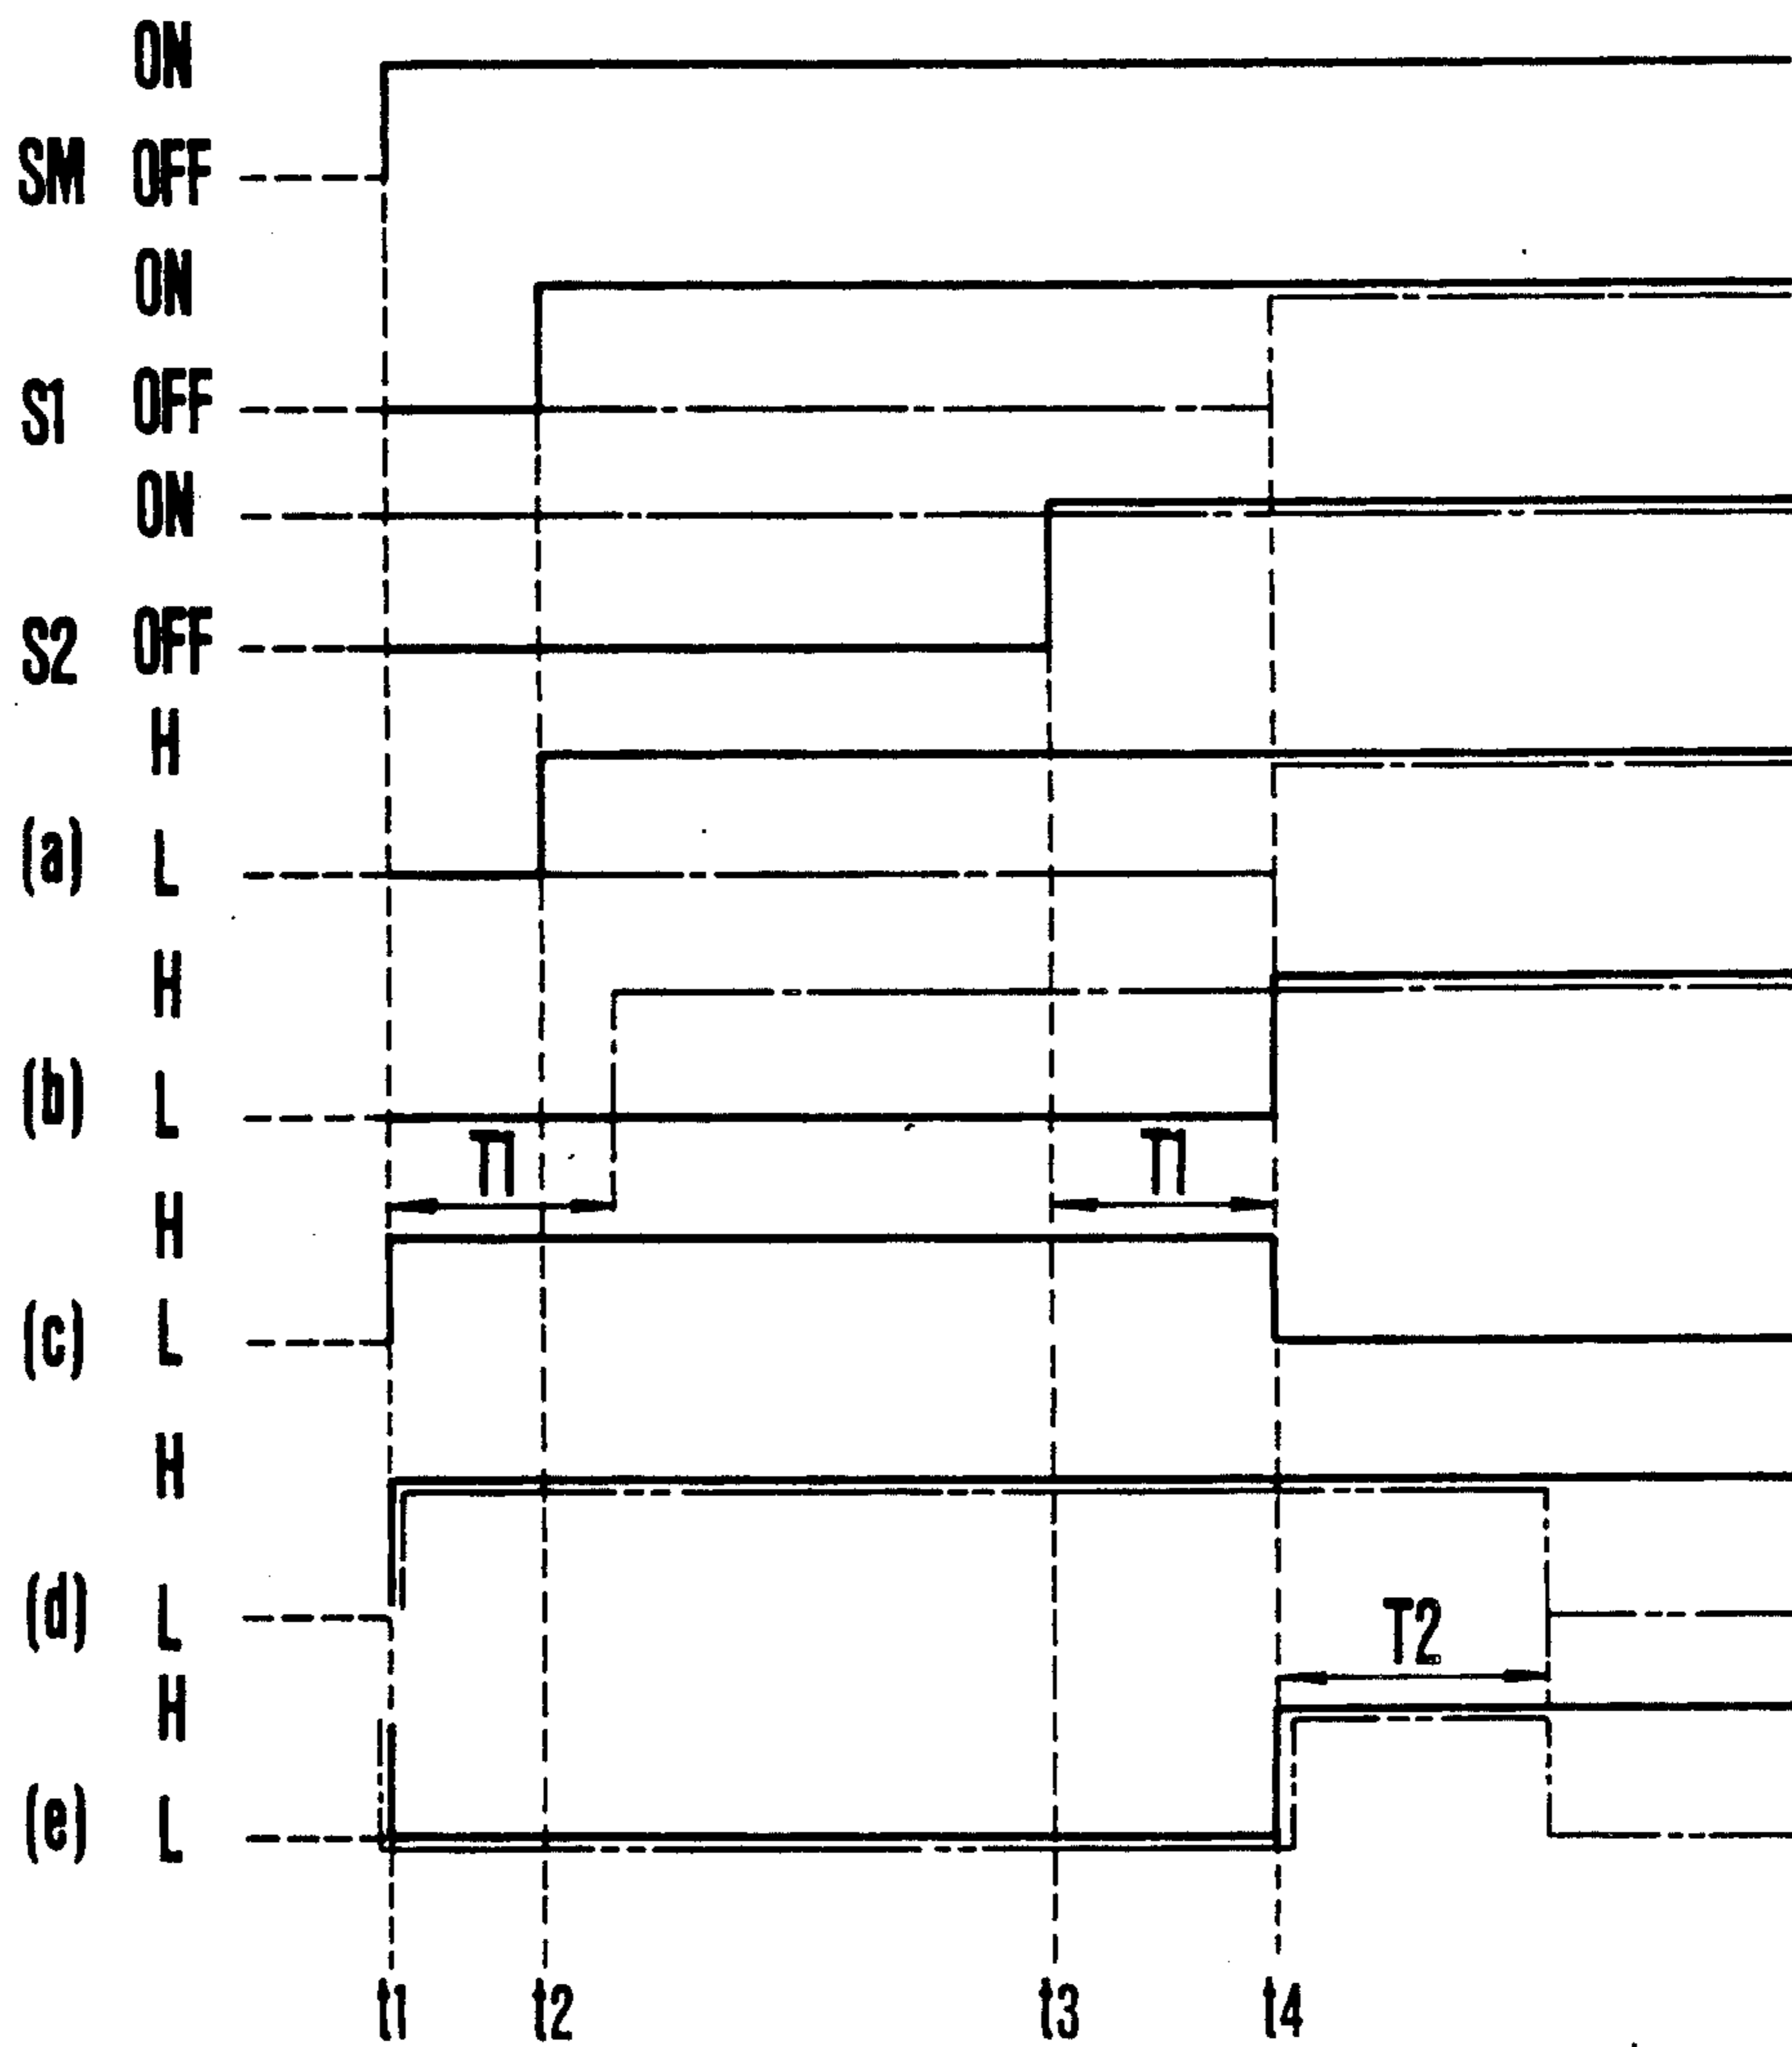 ON
SM OFF
ON
S1 OFF
ON
S2 OFF
H
(a) L
H
(b) L
T1 T1
H
(c) L
H
(d) L
T2
H
(e) L
t1 t2 t3 t4